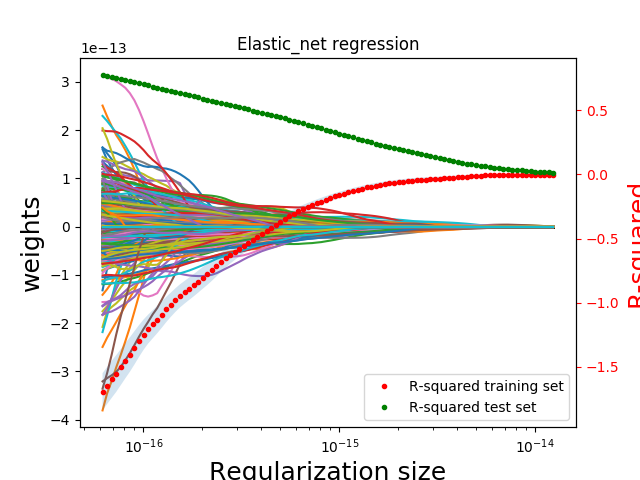 Elastic_net regression
1e−13
3
2
1
0
−1
−2
−3
−4
weights
0.5
0.0
−0.5
−1.0
−1.5
R-squared
R-squared training set
R-squared test set
10−16
10−15
10−14
Regularization size